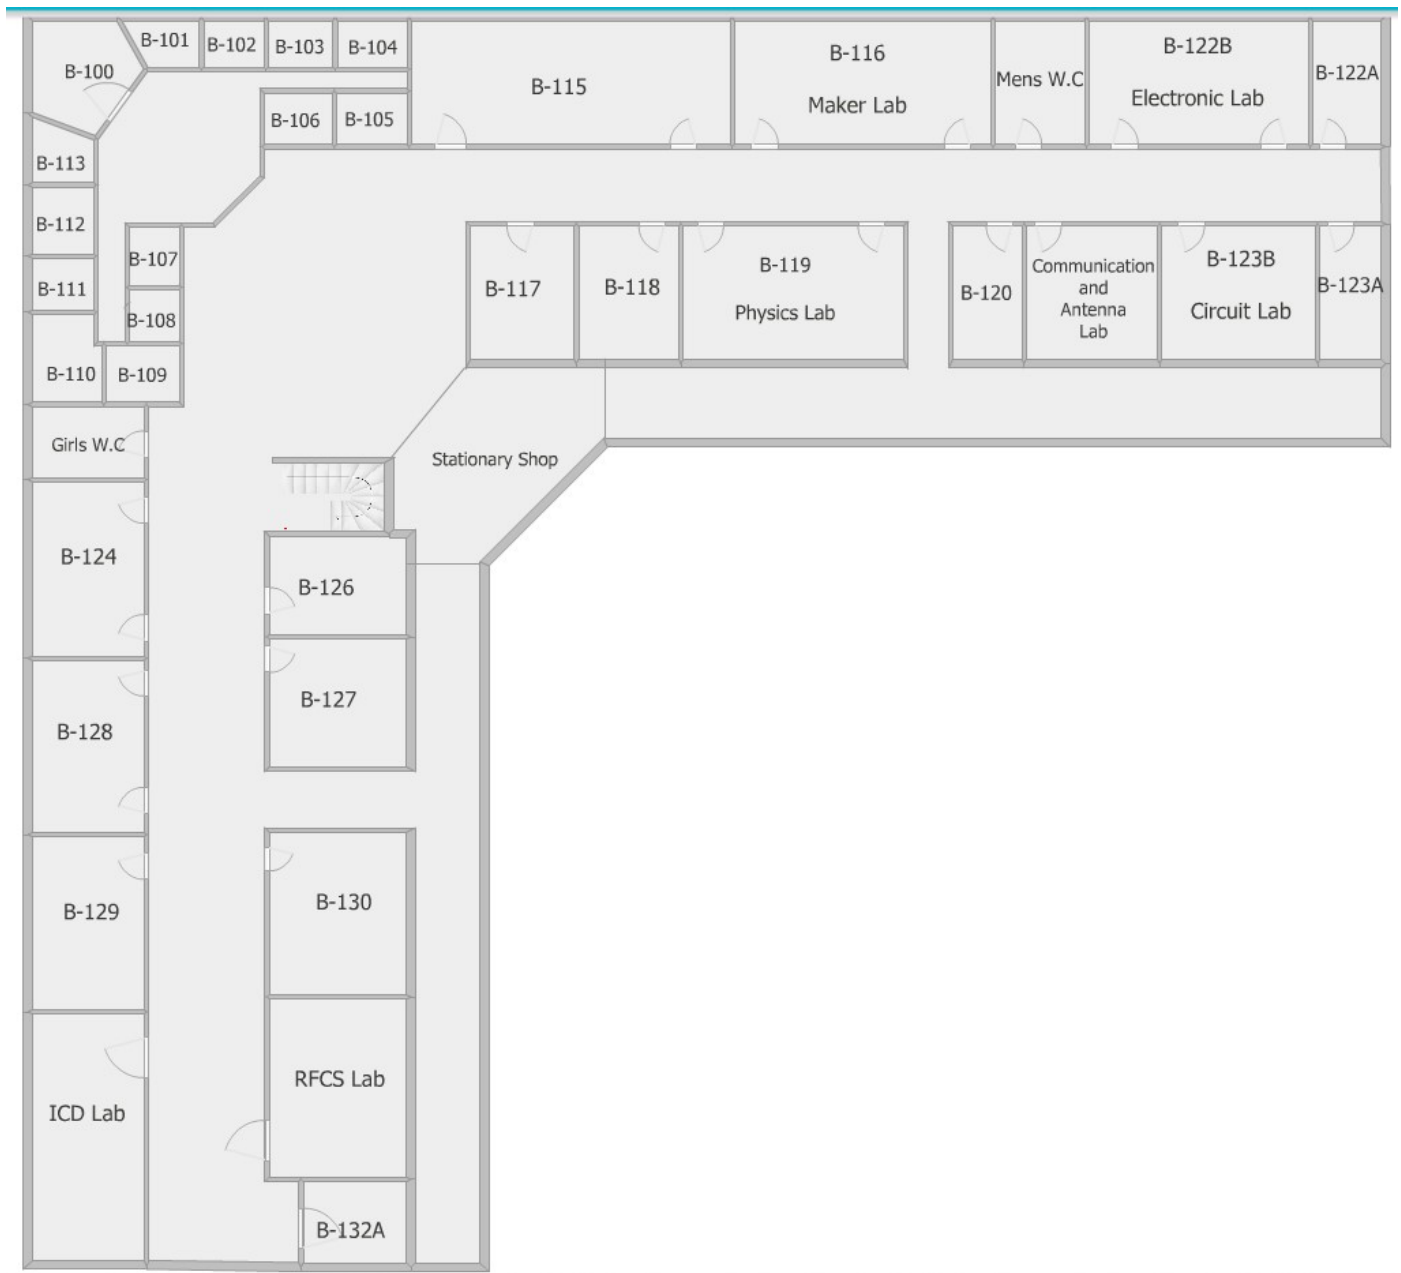 B-100
B-101
B-102
B-103
B-104
B-115
B-116
Maker Lab
Mens W.C
B-122B
Electronic Lab
B-122A
B-106
B-105
B-113
B-112
B-111
B-110
B-107
B-108
B-109
B-117
B-118
B-119
Physics Lab
B-120
Communication
and
Antenna
Lab
B-123B
Circuit Lab
B-123A
Girls W.C
Stationary Shop
B-124
B-126
B-127
B-128
B-129
B-130
RFCS Lab
ICD Lab
B-132A